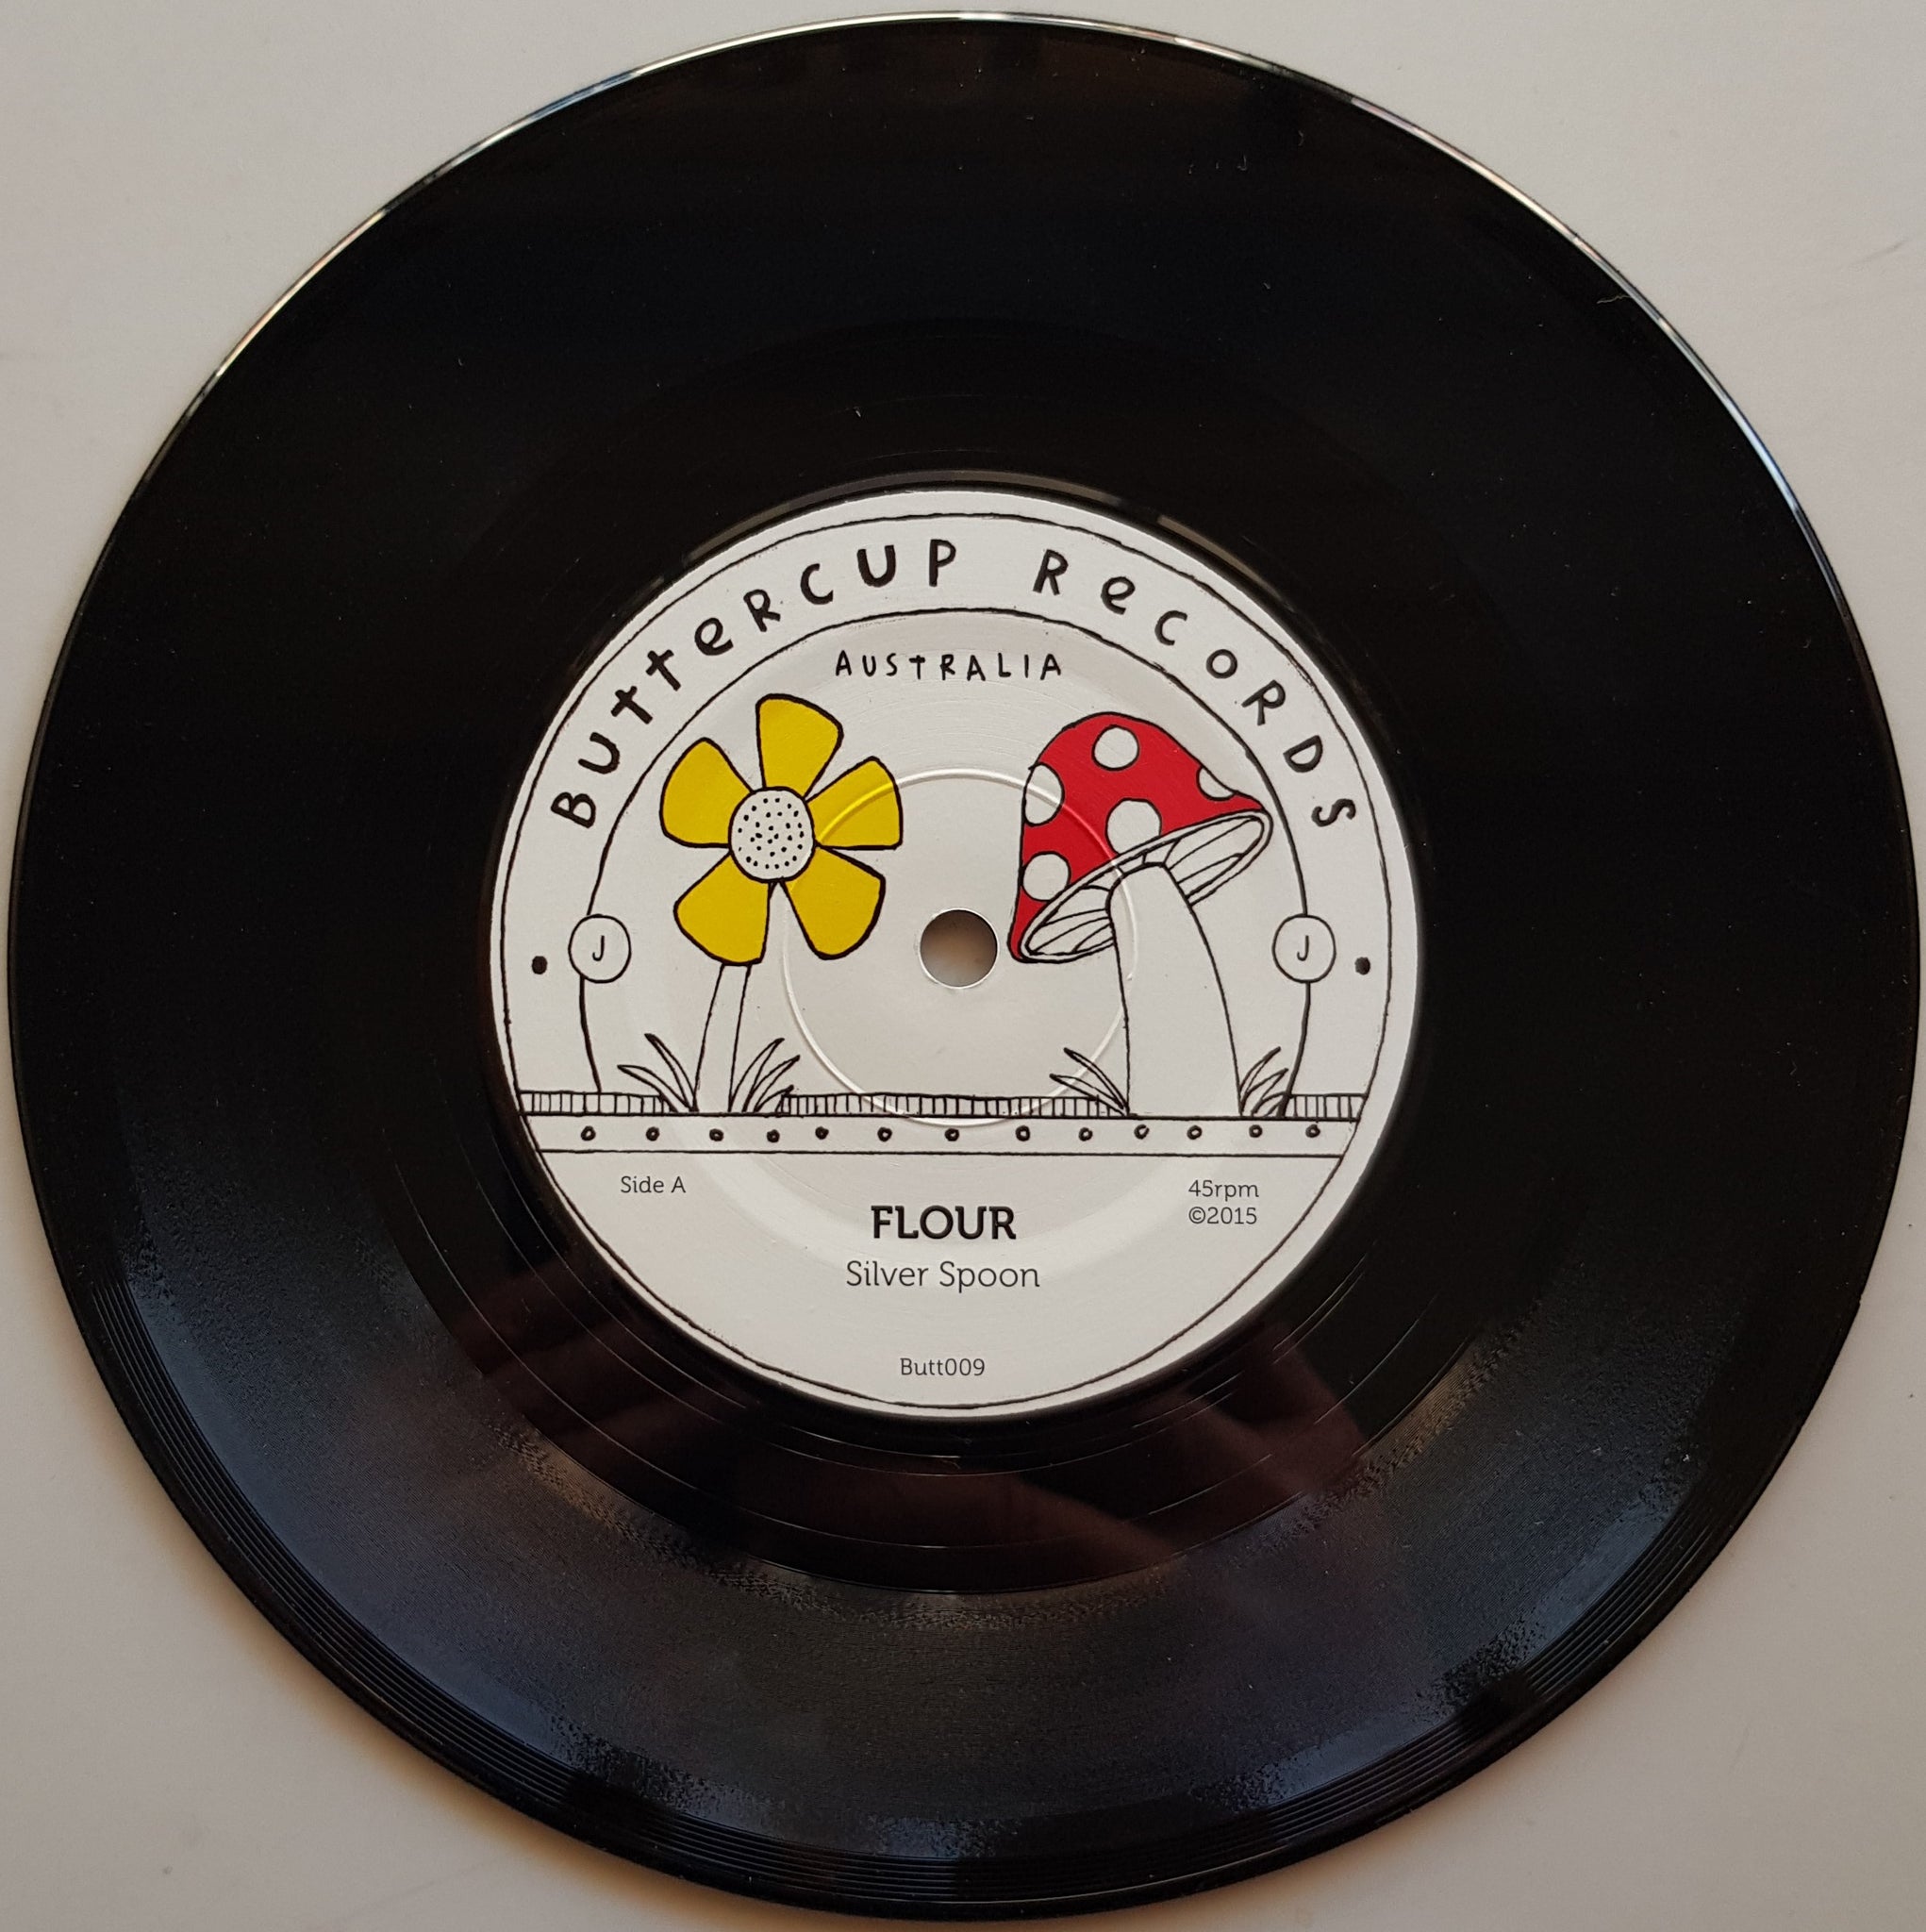 ButterCUP ReCORDS
AUSTRALIA
J
J
Side A
45rpm
©2015
FLOUR
Silver Spoon
Butt009